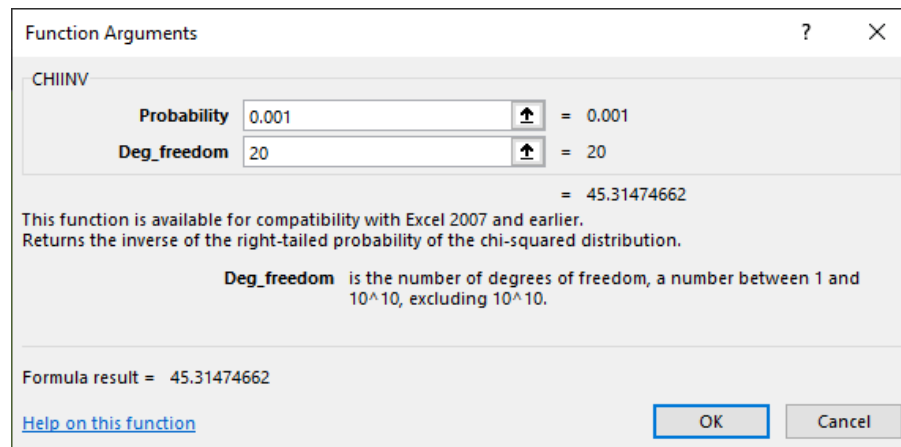 Function Arguments ? ×
CHIINV
Probability 0.001 = 0.001
Deg_freedom 20 = 20
= 45.31474662
This function is available for compatibility with Excel 2007 and earlier.
Returns the inverse of the right-tailed probability of the chi-squared distribution.
Deg_freedom is the number of degrees of freedom, a number between 1 and
10^10, excluding 10^10.
Formula result = 45.31474662
Help on this function OK Cancel